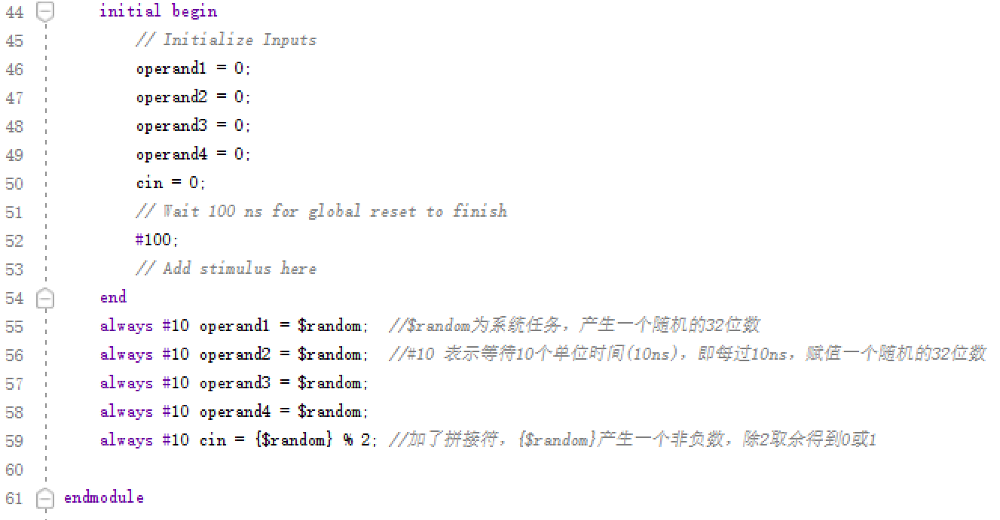 44 initial begin
45 // Initialize Inputs
46 operand1 = 0;
47 operand2 = 0;
48 operand3 = 0;
49 operand4 = 0;
50 cin = 0;
51 // Wait 100 ns for global reset to finish
52 #100;
53 // Add stimulus here
54 end
55 always #10 operand1 = $random; //$random为系统任务，产生一个随机的32位数
56 always #10 operand2 = $random; //#10 表示等待10个单位时间(10ns)，即每过10ns，赋值一个随机的32位数
57 always #10 operand3 = $random;
58 always #10 operand4 = $random;
59 always #10 cin = {$random} % 2; //加了拼接符，{$random}产生一个非负数，除2取余得到0或1
60
61 endmodule